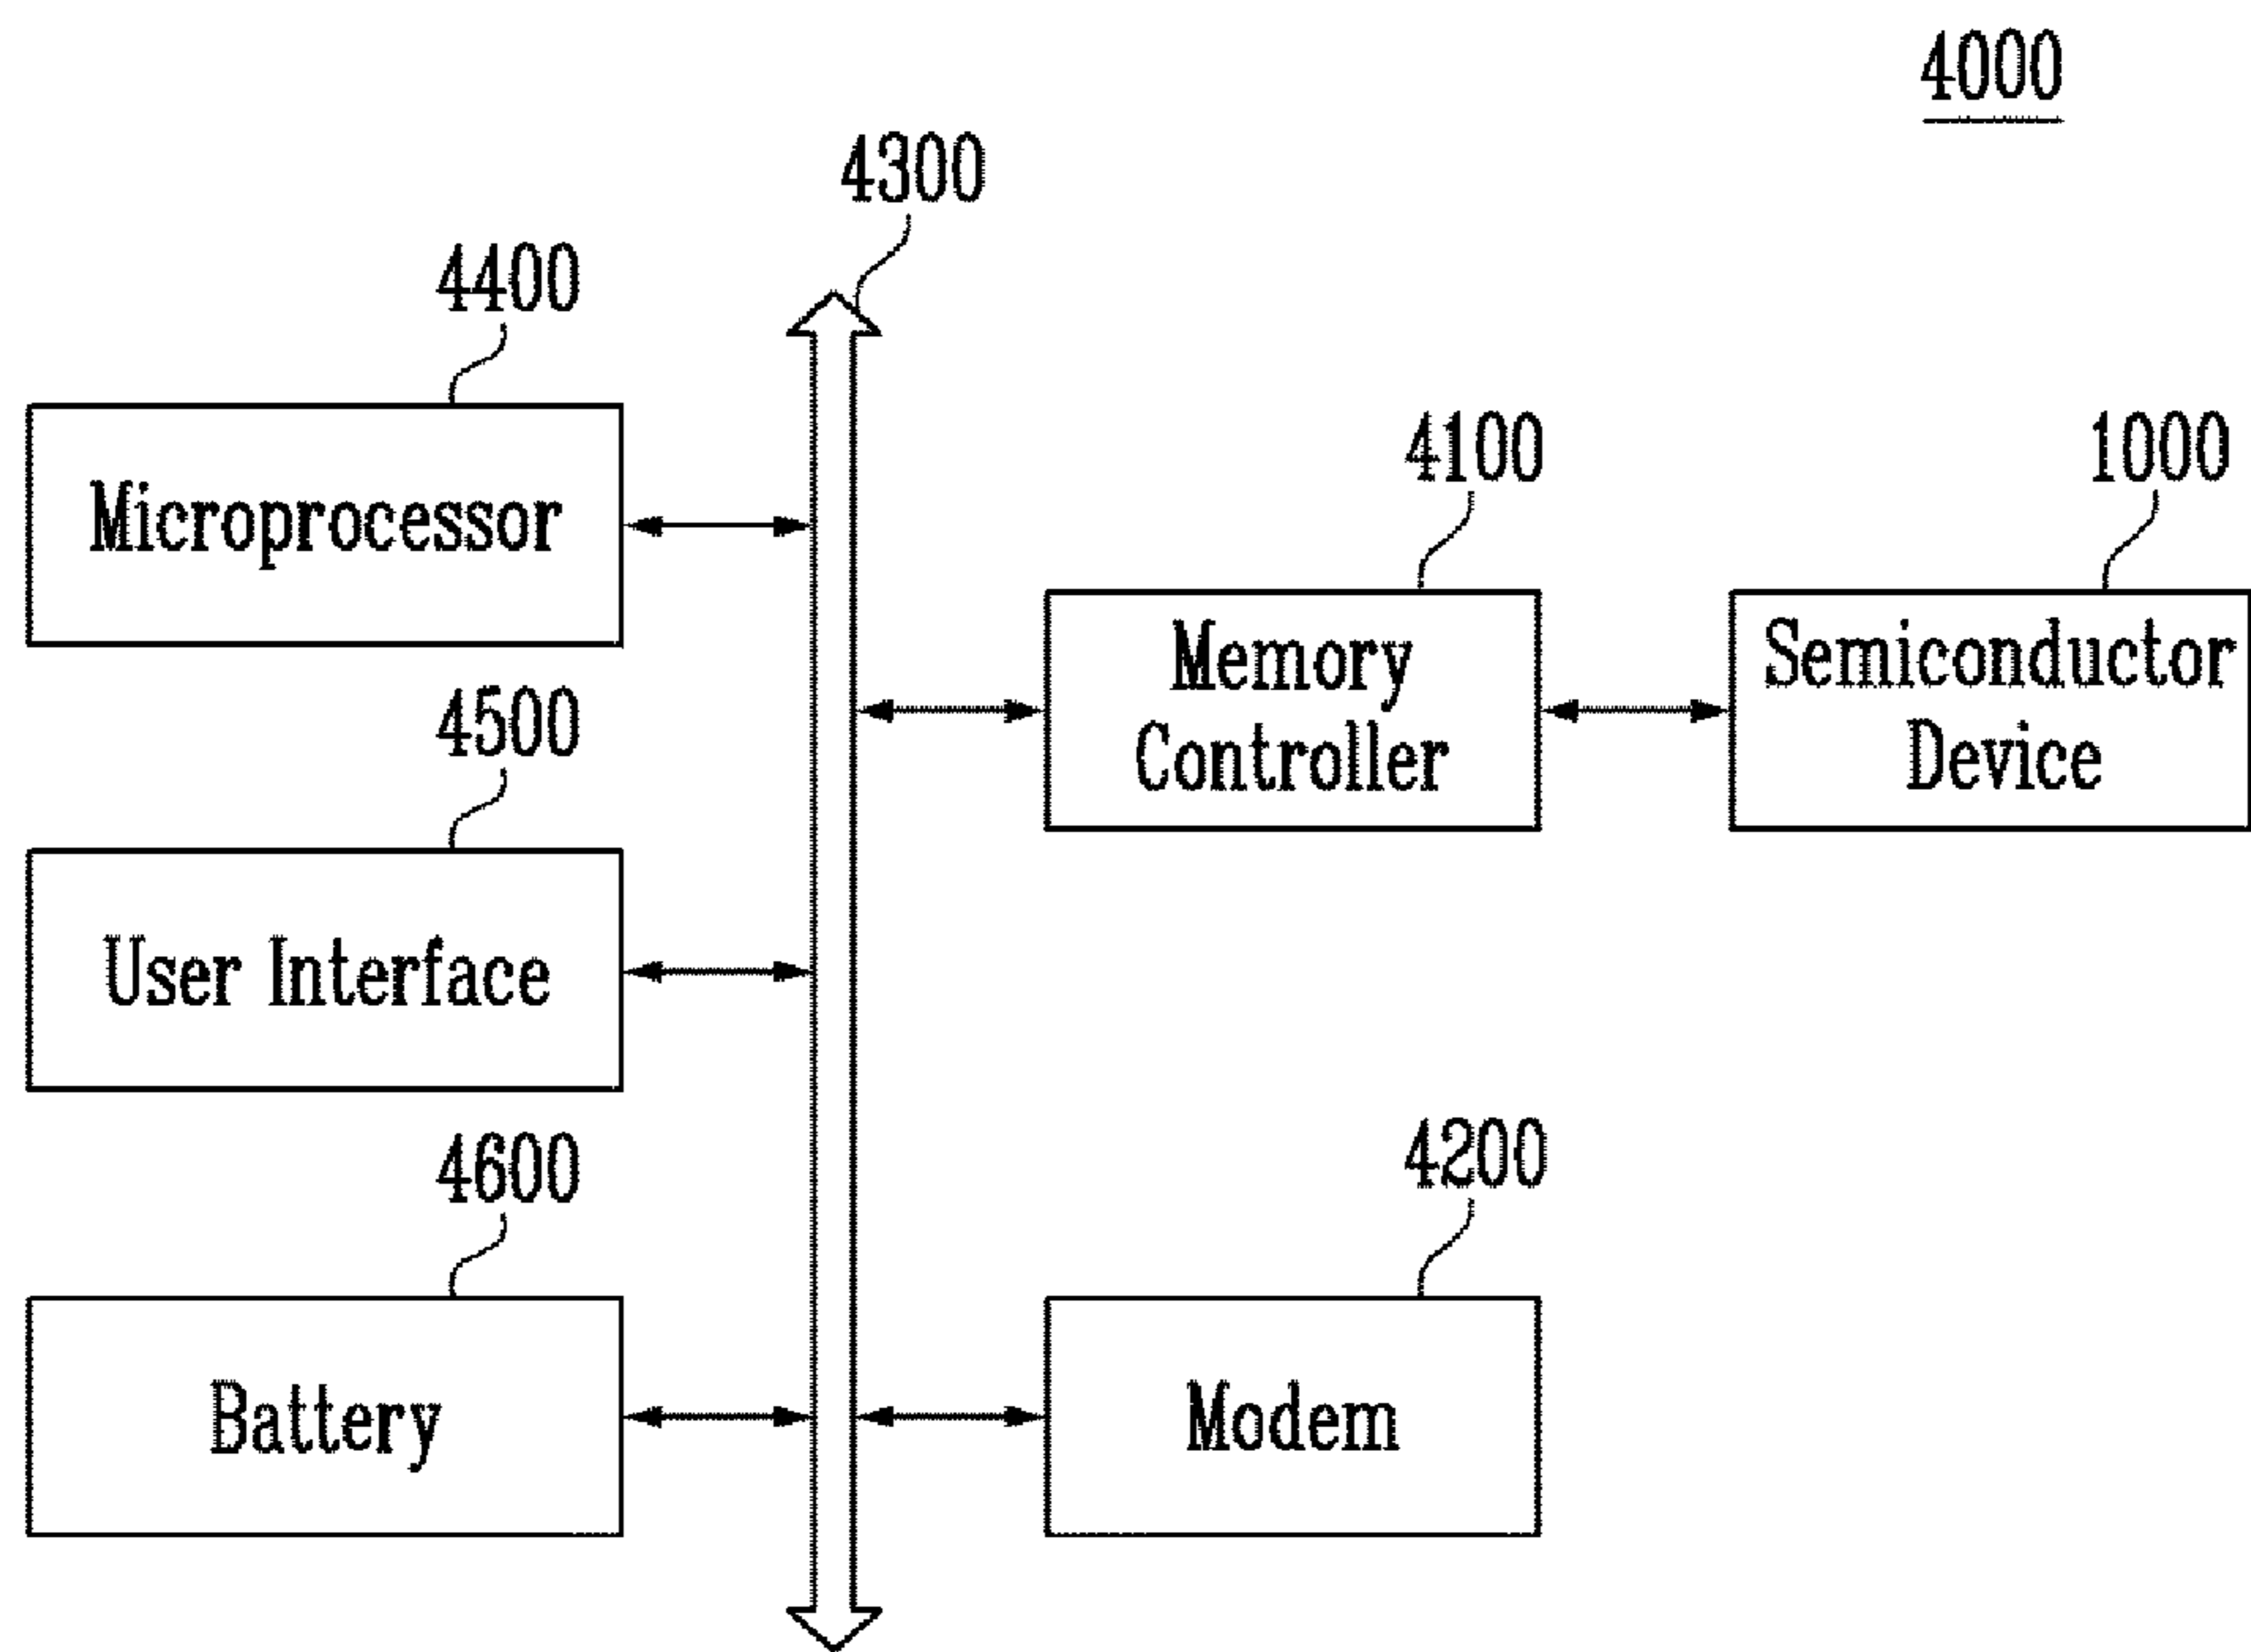 4000
4300
4400
Microprocessor
4100
1000
Memory
Controller
Semiconductor
Device
4500
User Interface
4600
Battery
4200
Modem